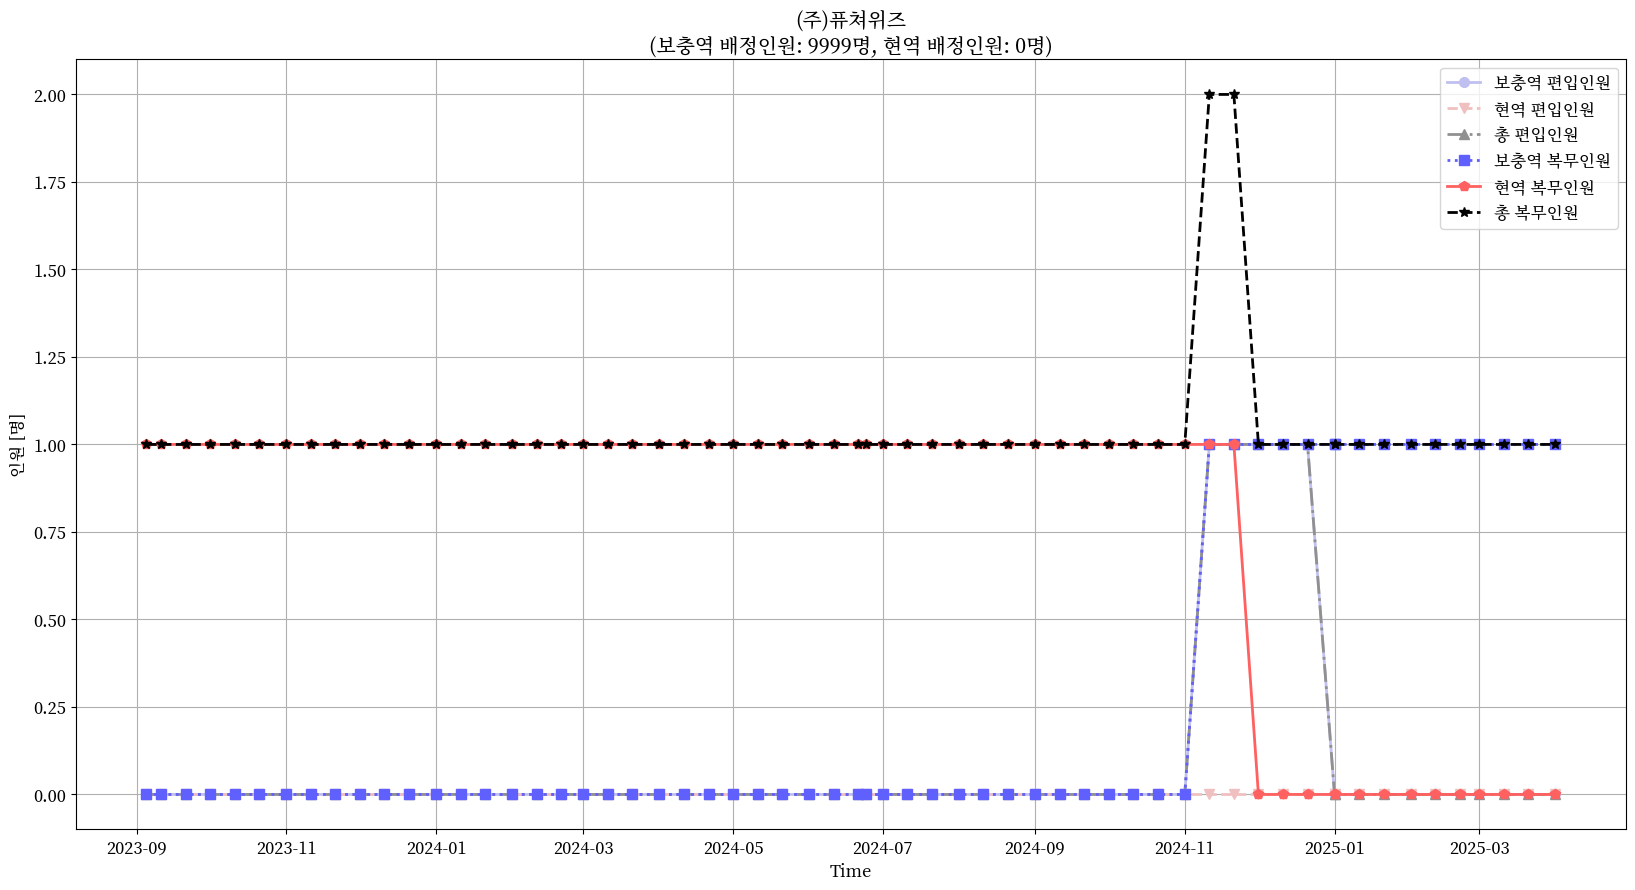 (주)퓨쳐위즈
(보충역 배정인원: 9999명, 현역 배정인원: 0명)
보충역 편입인원
현역 편입인원
총 편입인원
보충역 복무인원
현역 복무인원
총 복무인원
2.00
1.75
1.50
1.25
1.00
0.75
0.50
0.25
0.00
인원 [명]
2023-09 2023-11 2024-01 2024-03 2024-05 2024-07 2024-09 2024-11 2025-01 2025-03
Time